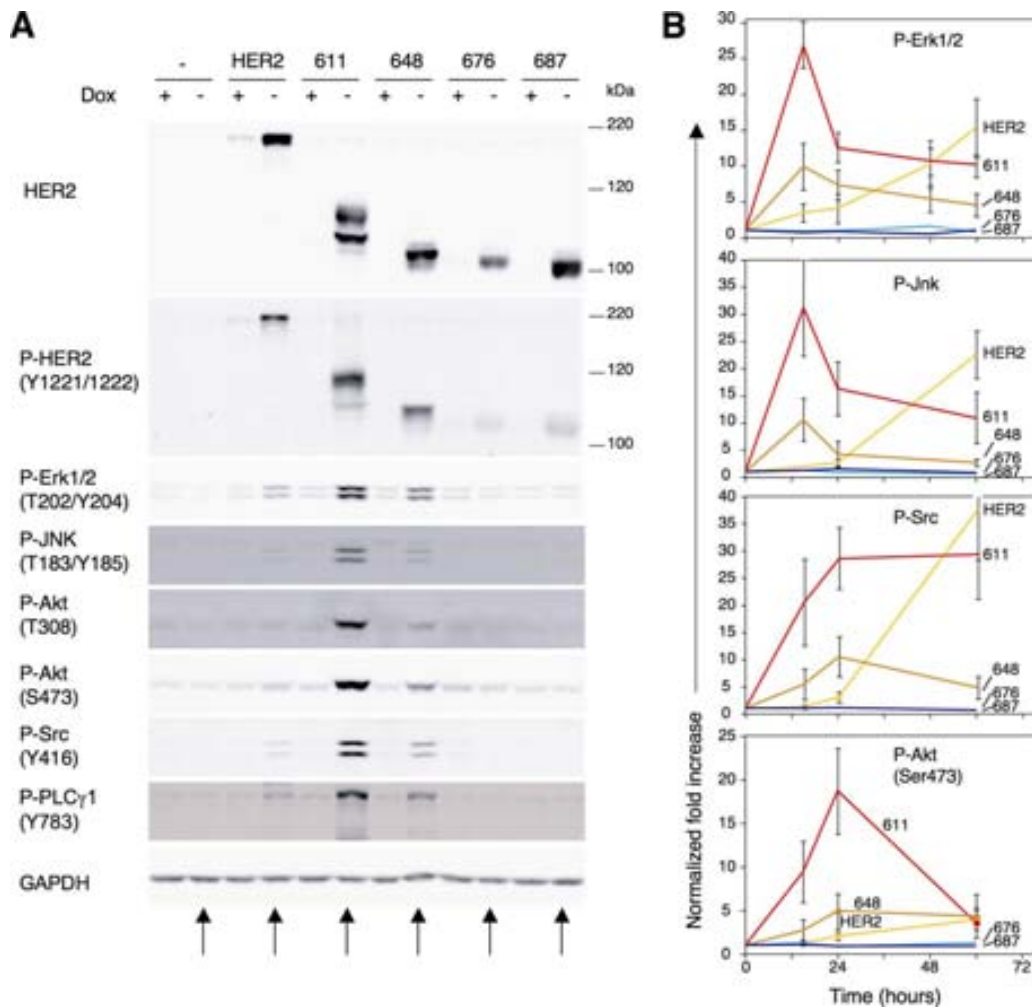 A
- HER2 611 648 676 687
Dox + - + - + - + - + - + - kDa
HER2
220
120
100
P-HER2
(Y1221/1222)
220
120
100
P-Erk1/2
(T202/Y204)
P-JNK
(T183/Y185)
P-Akt
(T308)
P-Akt
(S473)
P-Src
(Y416)
P-PLCγ1
(Y783)
GAPDH
B
Normalized fold increase
P-Erk1/2
30
25
20
15
10
5
0
HER2
611
648
676
687
P-Jnk
40
35
30
25
20
15
10
5
0
HER2
611
648
676
687
P-Src
40
35
30
25
20
15
10
5
0
HER2
611
648
676
687
P-Akt
(Ser473)
25
20
15
10
5
0
611
648
HER2
676
687
0 24 48 72
Time (hours)